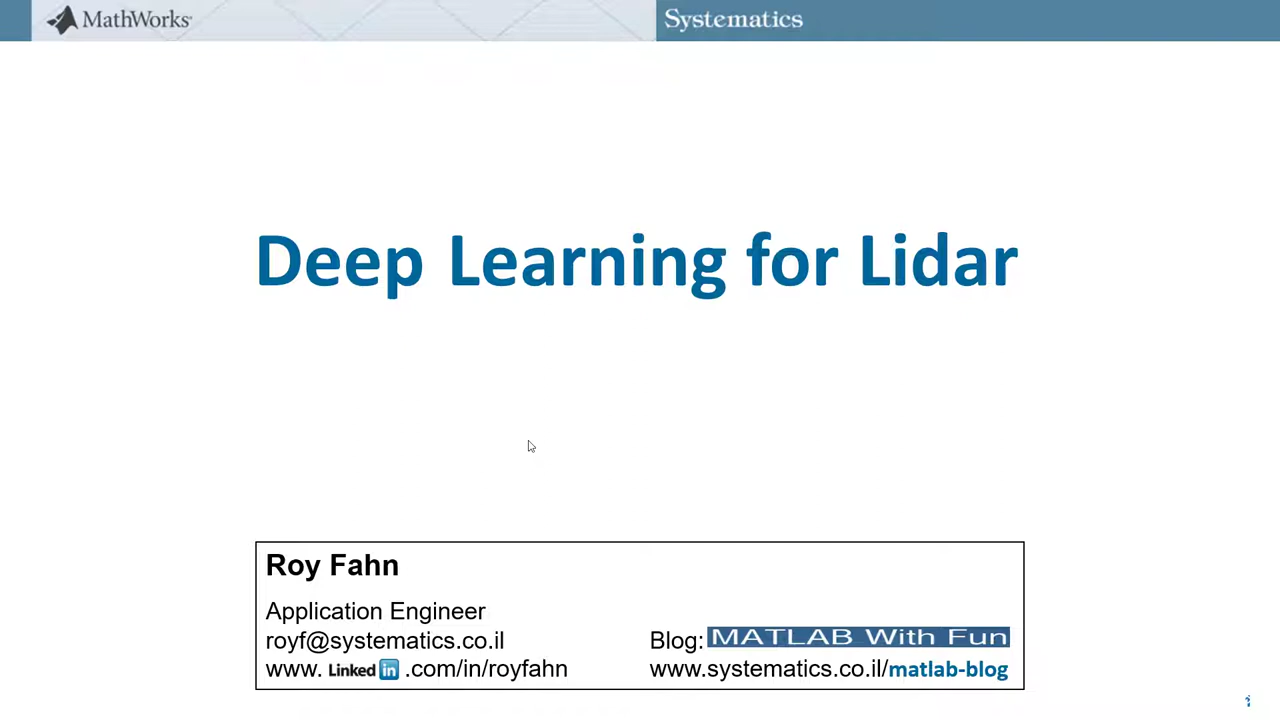 MathWorks®
Systematics
Deep Learning for Lidar
Roy Fahn
Application Engineer
royf@systematics.co.il
www. Linked in .com/in/royfahn
Blog: MATLAB With Fun
www.systematics.co.il/matlab-blog